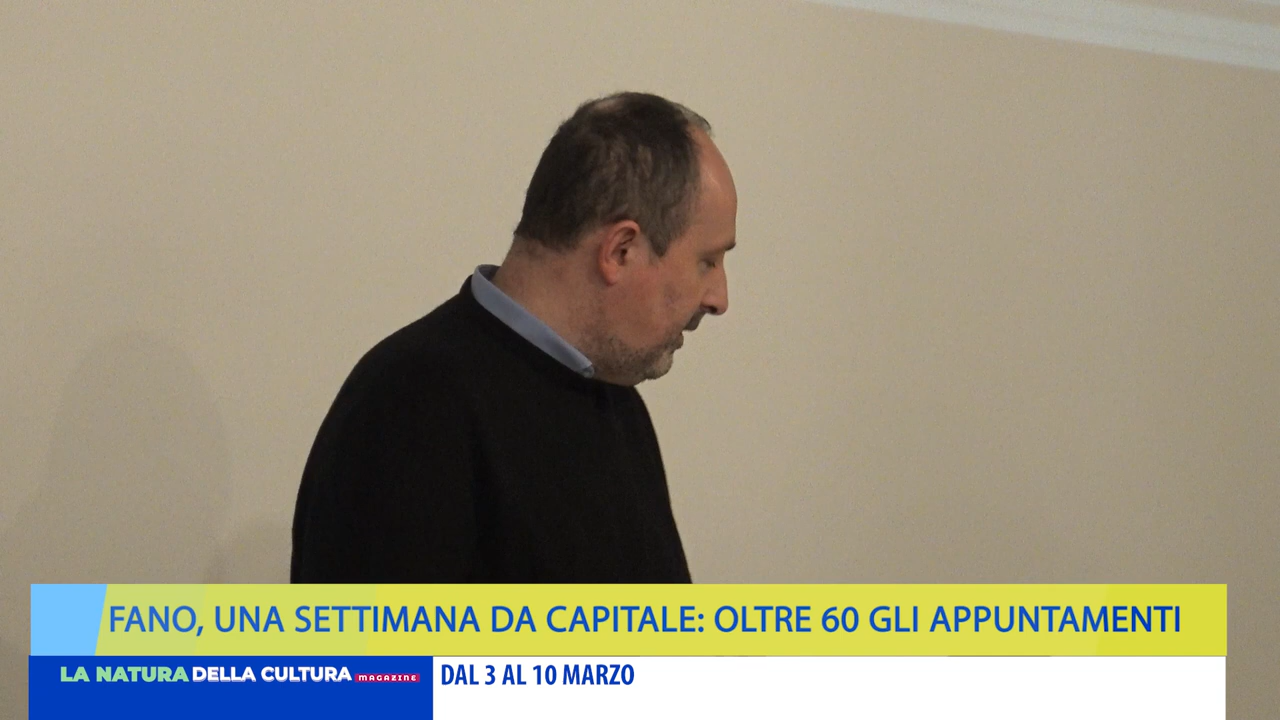 FANO, UNA SETTIMANA DA CAPITALE: OLTRE 60 GLI APPUNTAMENTI
LA NATURA DELLA CULTURA MAGAZINE
DAL 3 AL 10 MARZO